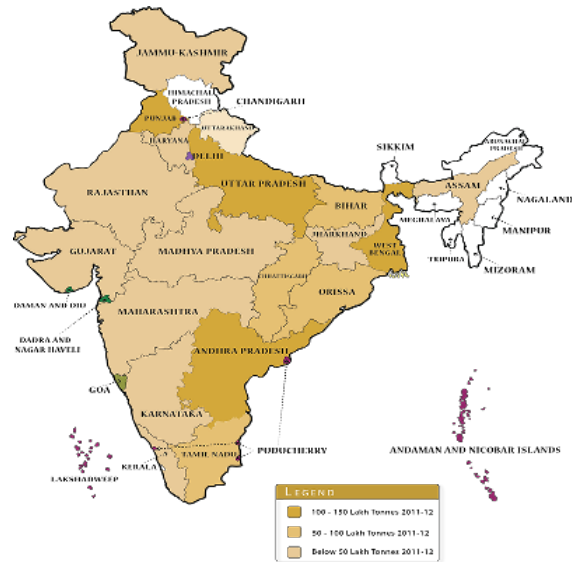 JAMMU-KASHMIR
HIMACHAL
PRADESH
CHANDIGARH
PUNJAB
UTTARAKHAND
HARYANA
DELHI
SIKKIM
ARUNACHAL
PRADESH
UTTAR PRADESH
RAJASTHAN
ASSAM
NAGALAND
BIHAR
MEGHALAYA
MANIPUR
JHARKHAND
WEST
BENGAL
GUJARAT
MADHYA PRADESH
TRIPURA
MIZORAM
CHHATTISGARH
ORISSA
DAMAN AND DIU
MAHARASHTRA
DADRA AND
NAGAR HAVELI
ANDHRA PRADESH
GOA
KARNATAKA
PUDUCHERRY
ANDAMAN AND NICOBAR ISLANDS
TAMIL NADU
KERALA
LAKSHADWEEP
LEGEND
100 - 150 Lakh Tonnes 2011-12
50 - 100 Lakh Tonnes 2011-12
Below 50 Lakh Tonnes 2011-12